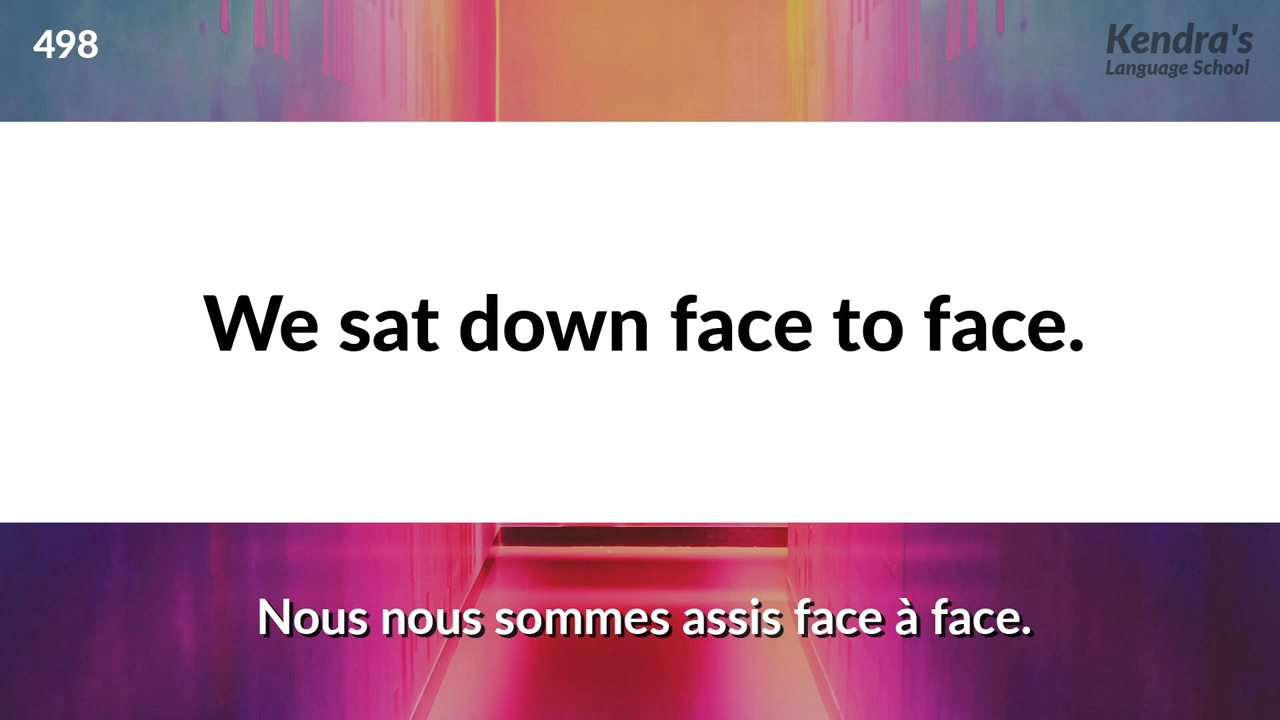 498
Kendra's
Language School
We sat down face to face.
Nous nous sommes assis face à face.